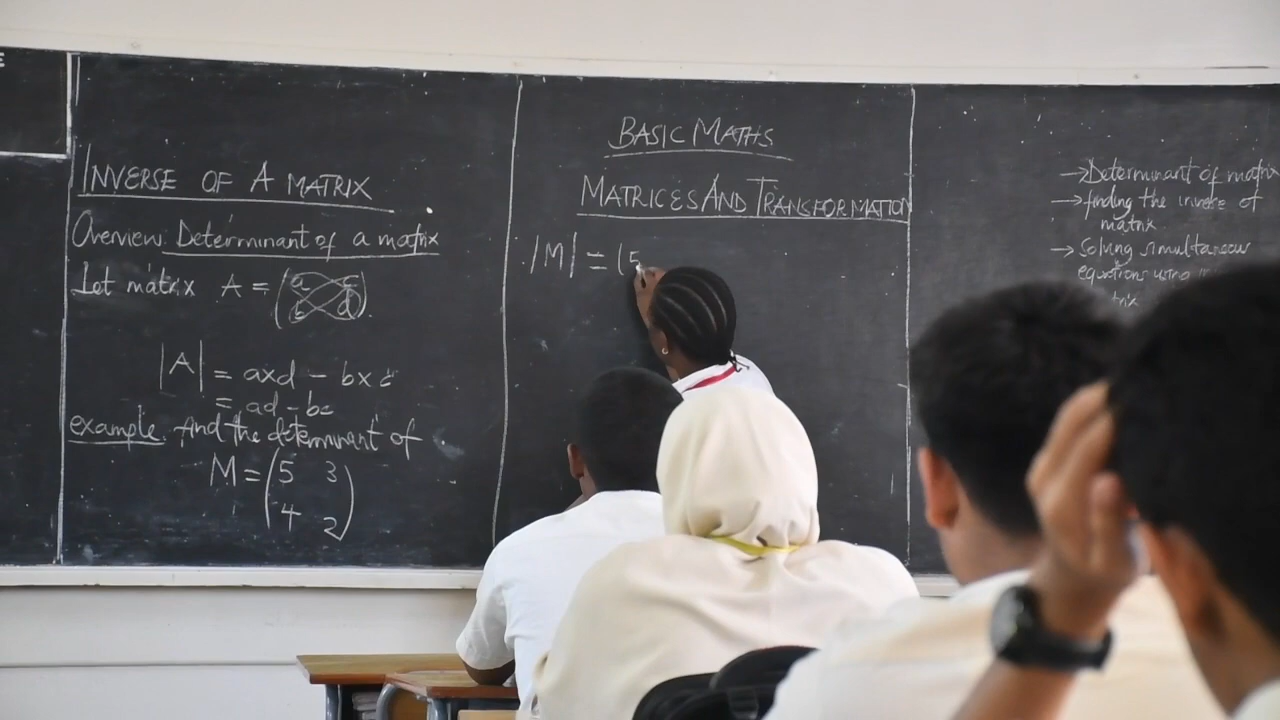 E
INVERSE OF A MATRIX
Overview: Determinant of a matrix
Let matrix A = (a c
b d).
|A| = axd - bxc
= ad - bc
example. find the determinant of
M = (5 3
4 2)
BASIC MATHS
MATRICES AND TRANSFORMATION
|M| = (5
→ Determinant of matrix
→ finding the inverse of
matrix.
→ Solving simultaneous
equations using
trix